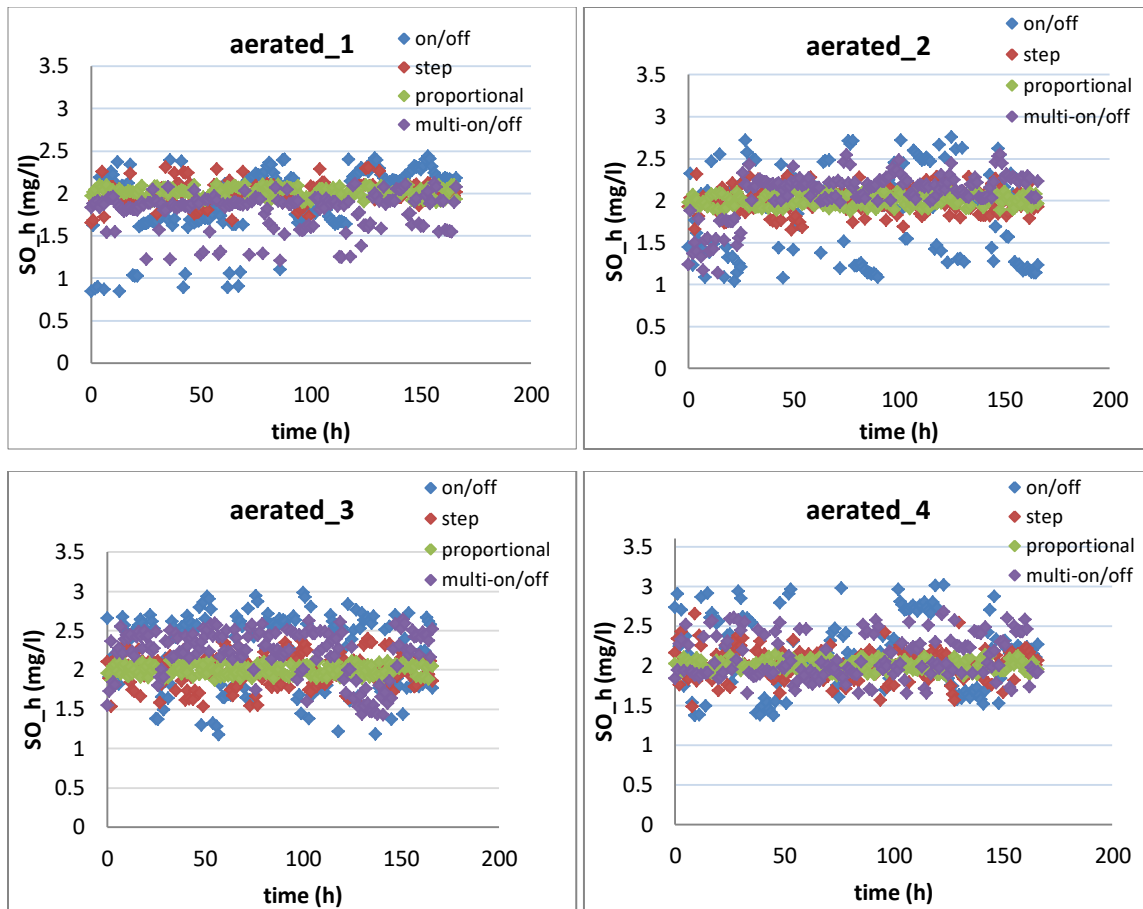 aerated_1
on/off
step
proportional
multi-on/off
SO_h (mg/l)
3.5
3
2.5
2
1.5
1
0.5
0
0 50 100 150 200
time (h)
aerated_2
on/off
step
proportional
multi-on/off
SO_h (mg/l)
3.5
3
2.5
2
1.5
1
0.5
0
0 50 100 150 200
time (h)
aerated_3
on/off
step
proportional
multi-on/off
SO_h (mg/l)
3.5
3
2.5
2
1.5
1
0.5
0
0 50 100 150 200
time (h)
aerated_4
on/off
step
proportional
multi-on/off
SO_h (mg/l)
3.5
3
2.5
2
1.5
1
0.5
0
0 50 100 150 200
time (h)